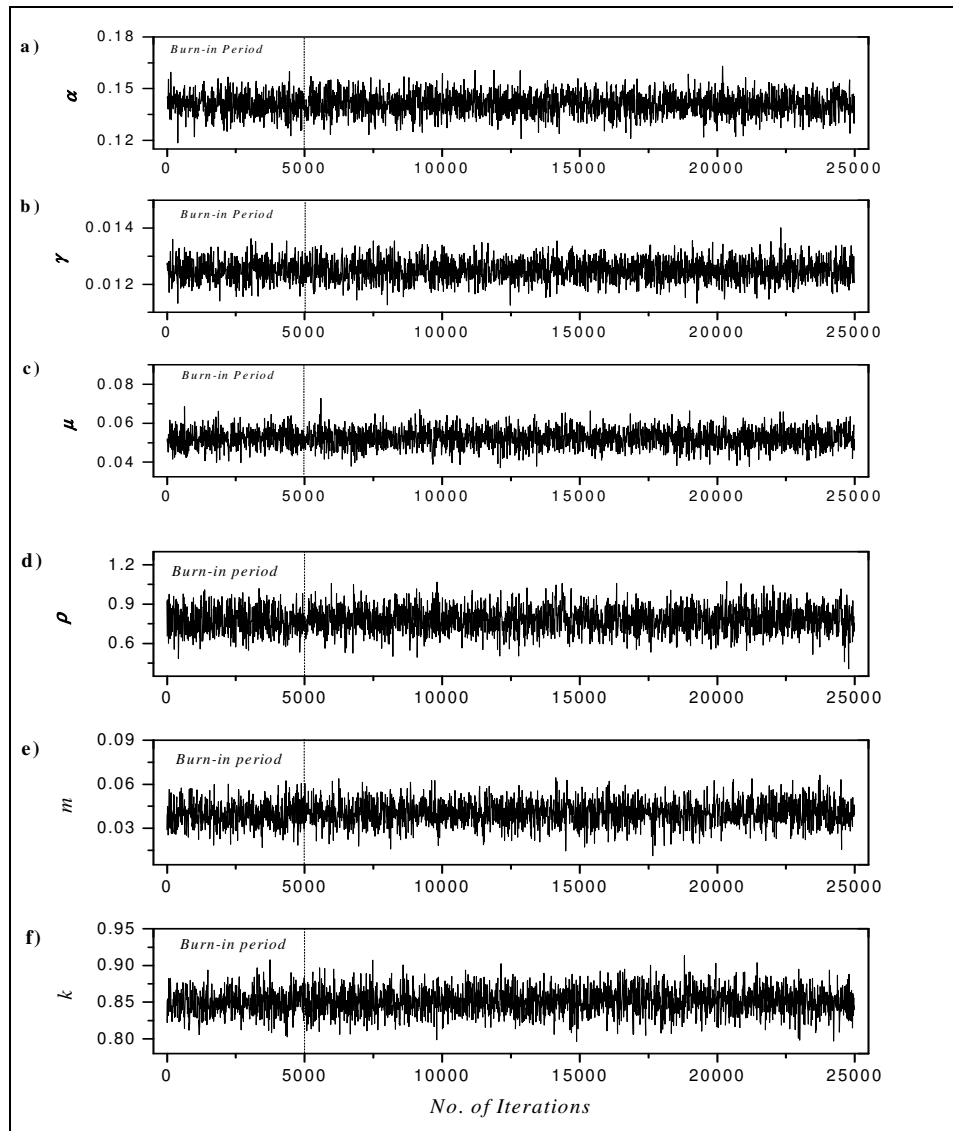 a)
0.18
0.15
0.12
α
Burn-in Period
0 5000 10000 15000 20000 25000
b)
0.014
0.012
γ
Burn-in Period
0 5000 10000 15000 20000 25000
c)
0.08
0.06
0.04
μ
Burn-in Period
0 5000 10000 15000 20000 25000
d)
1.2
0.9
0.6
ρ
Burn-in period
0 5000 10000 15000 20000 25000
e)
0.09
0.06
0.03
m
Burn-in period
0 5000 10000 15000 20000 25000
f)
0.95
0.90
0.85
0.80
k
Burn-in period
0 5000 10000 15000 20000 25000
No. of Iterations